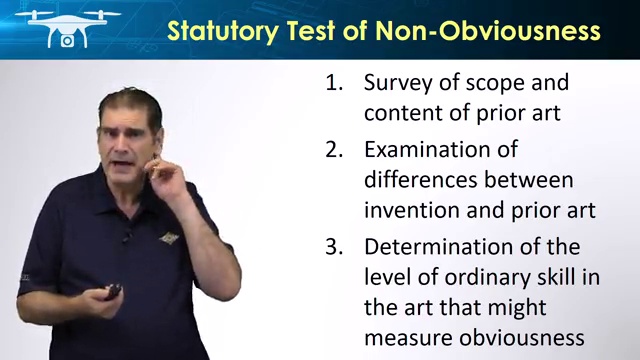 Statutory Test of Non-Obviousness
1. Survey of scope and
content of prior art
2. Examination of
differences between
invention and prior art
3. Determination of the
level of ordinary skill in
the art that might
measure obviousness